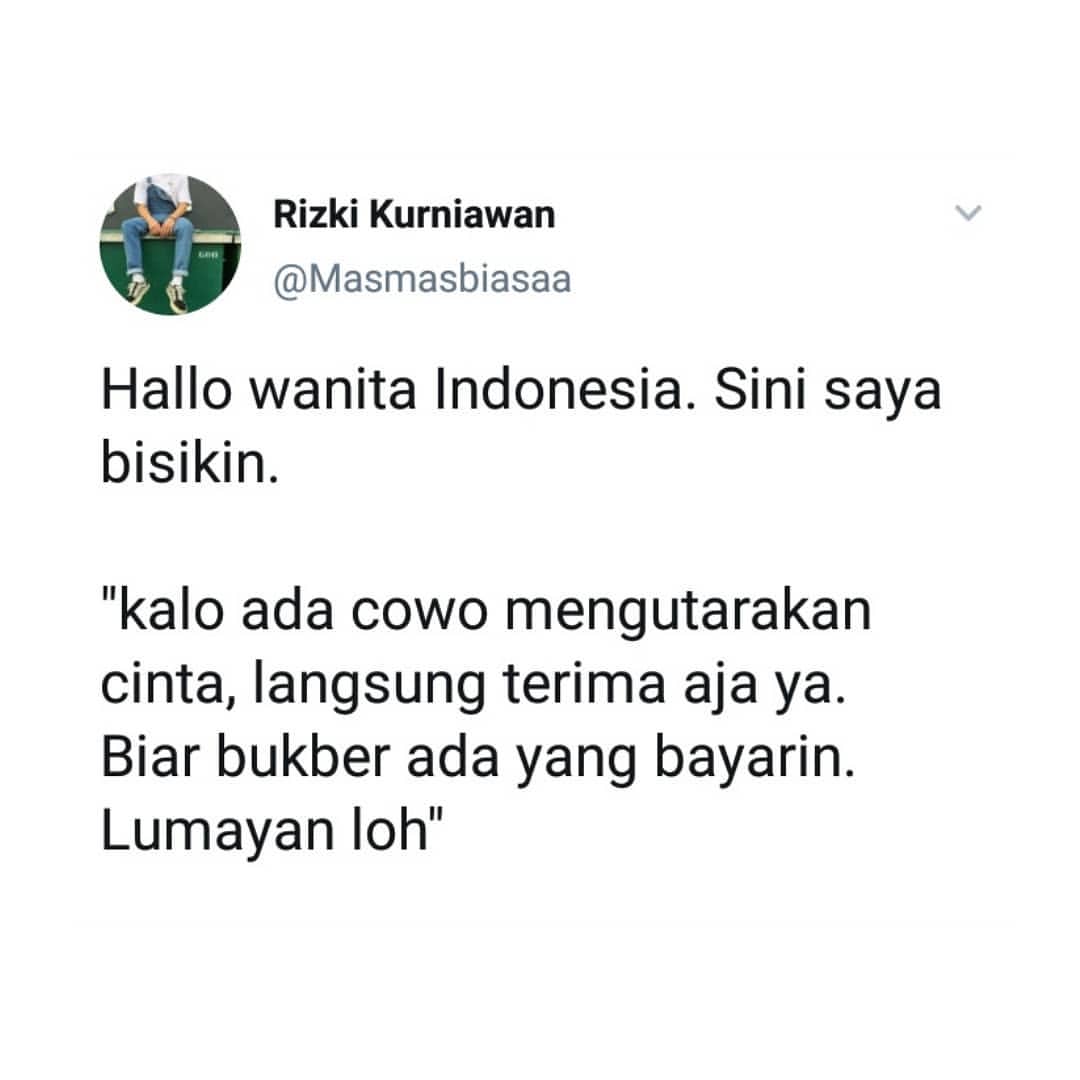 Rizki Kurniawan
@Masmasbiasaa
Hallo wanita Indonesia. Sini saya
bisikin.
"kalo ada cowo mengutarakan
cinta, langsung terima aja ya.
Biar bukber ada yang bayarin.
Lumayan loh"